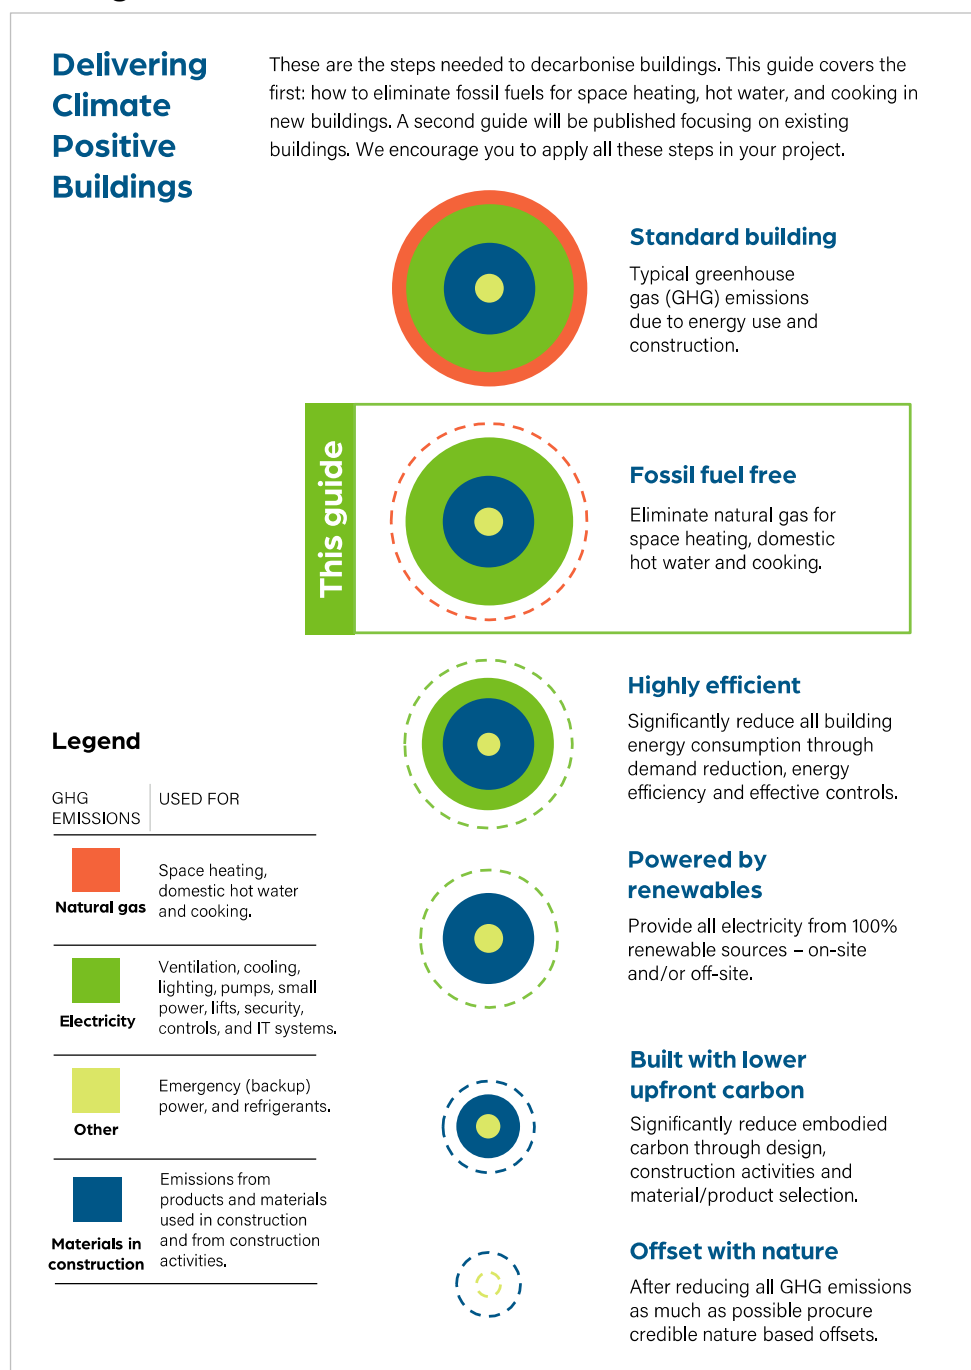 Delivering
Climate
Positive
Buildings
These are the steps needed to decarbonise buildings. This guide covers the
first: how to eliminate fossil fuels for space heating, hot water, and cooking in
new buildings. A second guide will be published focusing on existing
buildings. We encourage you to apply all these steps in your project.
Standard building
Typical greenhouse
gas (GHG) emissions
due to energy use and
construction.
This guide
Fossil fuel free
Eliminate natural gas for
space heating, domestic
hot water and cooking.
Highly efficient
Significantly reduce all building
energy consumption through
demand reduction, energy
efficiency and effective controls.
Powered by
renewables
Provide all electricity from 100%
renewable sources – on-site
and/or off-site.
Built with lower
upfront carbon
Significantly reduce embodied
carbon through design,
construction activities and
material/product selection.
Offset with nature
After reducing all GHG emissions
as much as possible procure
credible nature based offsets.
Legend
GHG
EMISSIONS
USED FOR
Natural gas
Space heating,
domestic hot water
and cooking.
Electricity
Ventilation, cooling,
lighting, pumps, small
power, lifts, security,
controls, and IT systems.
Other
Emergency (backup)
power, and refrigerants.
Materials in
construction
Emissions from
products and materials
used in construction
and from construction
activities.